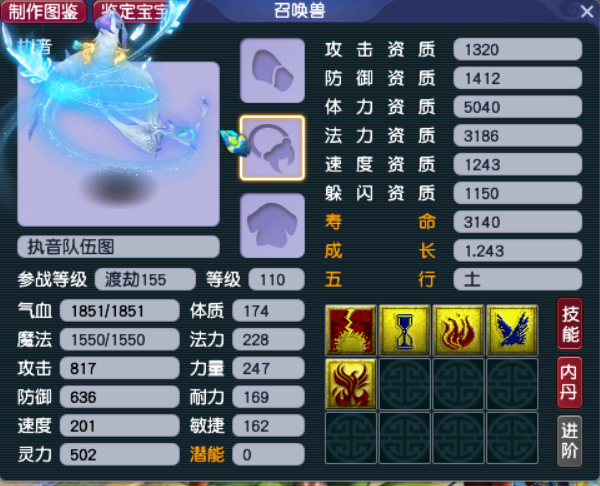 制作图鉴 鉴定宝宝 召唤兽
执音
攻击资质 1320
防御资质 1412
体力资质 5040
法力资质 3186
速度资质 1243
躲闪资质 1150
寿命 3140
成长 1.243
五行 土
执音队伍图
参战等级 渡劫155 等级 110
气血 1851/1851 体质 174
魔法 1550/1550 法力 228
攻击 817 力量 247
防御 636 耐力 169
速度 201 敏捷 162
灵力 502 潜能 0
技能
内丹
进阶